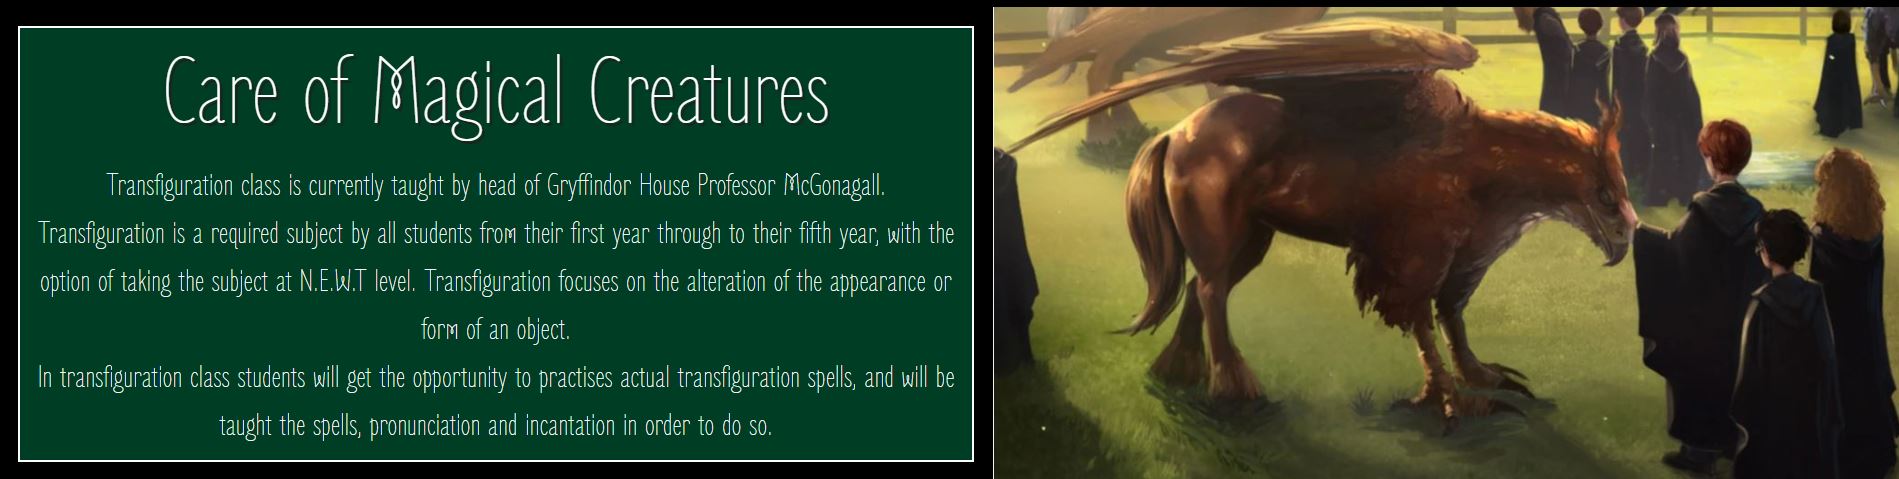 Care of Magical Creatures
Transfiguration class is currently taught by head of Gryffindor House Professor McGonagall.
Transfiguration is a required subject by all students from their first year through to their fifth year, with the
option of taking the subject at N.E.W.T level. Transfiguration focuses on the alteration of the appearance or
form of an object.
In transfiguration class students will get the opportunity to practises actual transfiguration spells, and will be
taught the spells, pronunciation and incantation in order to do so.